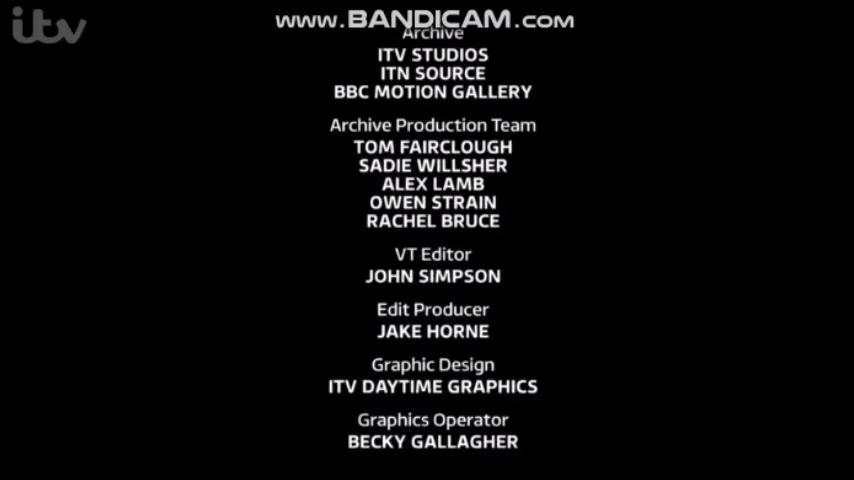 itv
www.BANDICAM.com
Archive
ITV STUDIOS
ITN SOURCE
BBC MOTION GALLERY
Archive Production Team
TOM FAIRCLOUGH
SADIE WILLSHER
ALEX LAMB
OWEN STRAIN
RACHEL BRUCE
VT Editor
JOHN SIMPSON
Edit Producer
JAKE HORNE
Graphic Design
ITV DAYTIME GRAPHICS
Graphics Operator
BECKY GALLAGHER